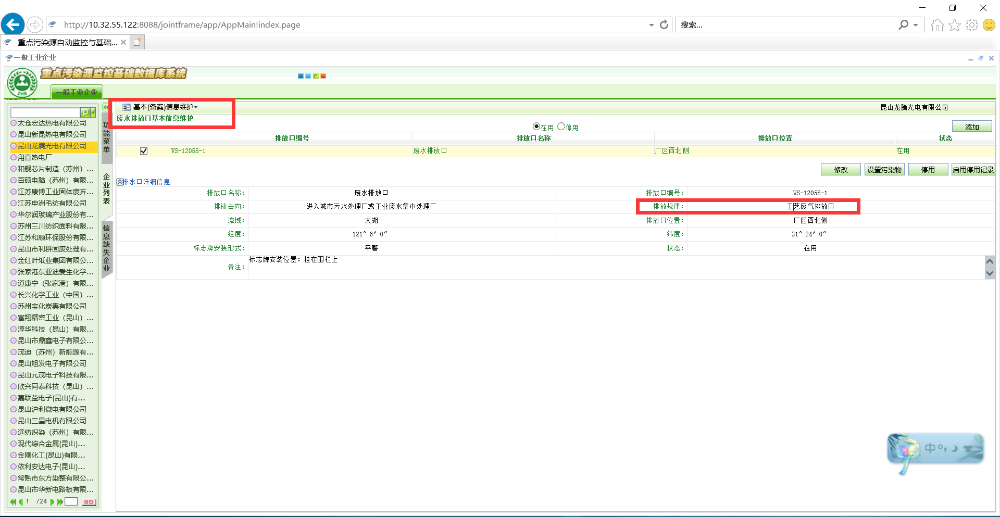 http://10.32.55.122:8088/jointframe/app/AppMain!index.page
搜索...
重点污染源自动监控与基础...
一般工业企业
重点污染源监控基础数据库系统
ZHB
一般工业企业
基本(备案)信息维护
昆山龙腾光电有限公司
废水排放口基本信息维护
在用 停用
添加
排放口编号 排放口名称 排放口位置 状态
WS-12058-1 废水排放口 厂区西北侧 在用
修改 设置污染物 停用 启用停用记录
排水口详细信息
排放口名称： 废水排放口 排放口编号： WS-12058-1
排放去向： 进入城市污水处理厂或工业废水集中处理厂 排放规律： 工艺废气排放口
流域： 太湖 排放口位置： 厂区西北侧
经度： 121° 6′ 0″ 纬度： 31° 24′ 0″
标志牌安装形式： 平警 状态： 在用
备注： 标志牌安装位置：挂在围栏上
功能菜单
企业列表
信息缺失企业
太仓宏达热电有限公司
昆山新昆热电有限公司
昆山龙腾光电有限公司
用直热电厂
和舰芯片制造（苏州）...
百硕电脑（苏州）有限...
江苏康博工业固体废弃...
江苏申洲毛纺有限公司
华尔润玻璃产业股份有...
苏州三川纺织面料有限...
江苏和顺环保股份有限...
昆山市利群固废处理有...
金红叶纸业集团有限公...
张家港东亚迪爱生化学...
道康宁（张家港）有限...
长兴化学工业（中国）...
苏州宝化炭黑有限公司
富翔精密工业（昆山）...
淳华科技（昆山）有限...
昆山市鼎鑫电子有限公...
茂迪（苏州）新能源有...
昆山旭发电子有限公司
昆山元茂电子科技有限...
欣兴同泰科技（昆山）...
嘉联益电子(昆山)有...
昆山沪利微电有限公司
昆山三星电机有限公司
远纺织染（苏州）有限...
现代综合金属(昆山)...
金刚化工(昆山)有限...
依利安达电子(昆山)...
常熟市东方染整有限公...
昆山市华新电路板有限...
1 /24 GO
中°，